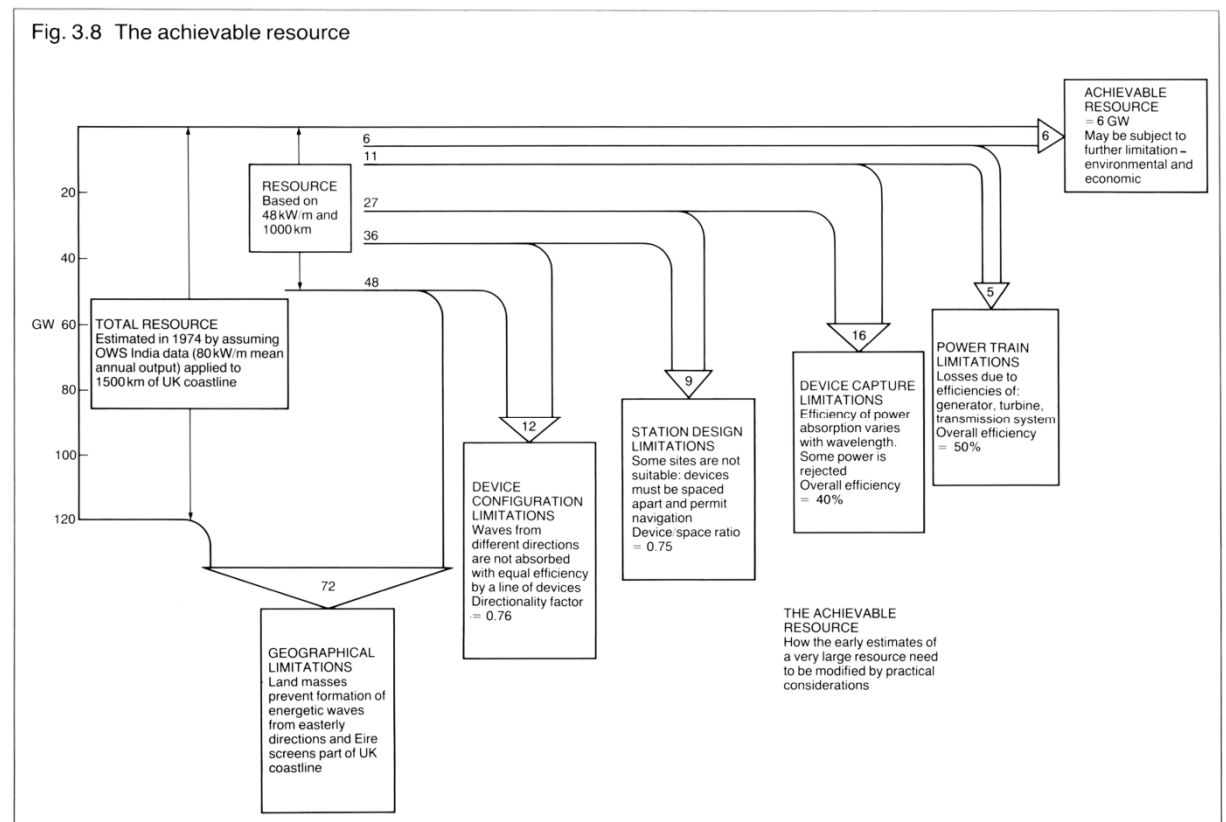 Fig. 3.8 The achievable resource
ACHIEVABLE
RESOURCE
= 6 GW
May be subject to
further limitation –
environmental and
economic
6
6
11
27
36
48
RESOURCE
Based on
48 kW/m and
1000 km
20
40
GW 60
80
100
120
TOTAL RESOURCE
Estimated in 1974 by assuming
OWS India data (80 kW/m mean
annual output) applied to
1500 km of UK coastline
72
GEOGRAPHICAL
LIMITATIONS
Land masses
prevent formation of
energetic waves
from easterly
directions and Eire
screens part of UK
coastline
12
DEVICE
CONFIGURATION
LIMITATIONS
Waves from
different directions
are not absorbed
with equal efficiency
by a line of devices
Directionality factor
= 0.76
9
STATION DESIGN
LIMITATIONS
Some sites are not
suitable: devices
must be spaced
apart and permit
navigation
Device/space ratio
= 0.75
16
DEVICE CAPTURE
LIMITATIONS
Efficiency of power
absorption varies
with wavelength.
Some power is
rejected
Overall efficiency
= 40%
5
POWER TRAIN
LIMITATIONS
Losses due to
efficiencies of:
generator, turbine,
transmission system
Overall efficiency
= 50%
THE ACHIEVABLE
RESOURCE
How the early estimates of
a very large resource need
to be modified by practical
considerations